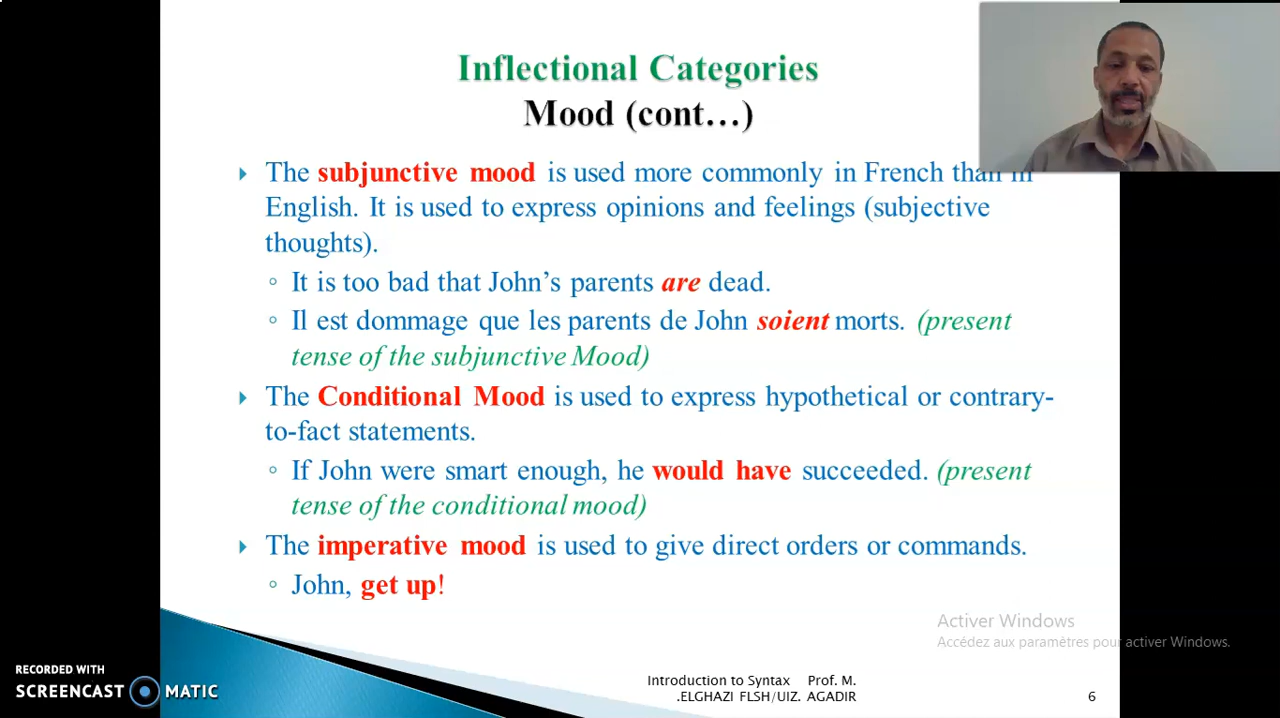 Inflectional Categories
Mood (cont…)
The subjunctive mood is used more commonly in French than in
English. It is used to express opinions and feelings (subjective
thoughts).
It is too bad that John’s parents are dead.
Il est dommage que les parents de John soient morts. (present
tense of the subjunctive Mood)
The Conditional Mood is used to express hypothetical or contrary-
to-fact statements.
If John were smart enough, he would have succeeded. (present
tense of the conditional mood)
The imperative mood is used to give direct orders or commands.
John, get up!
Activer Windows
Accédez aux paramètres pour activer Windows.
RECORDED WITH
SCREENCAST MATIC
Introduction to Syntax Prof. M.
.ELGHAZI FLSH/UIZ. AGADIR
6